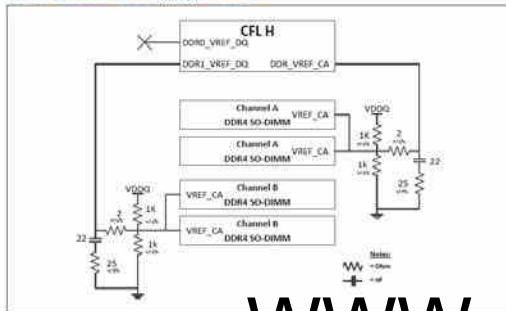 CFL H
DDR0_VREF_DQ
DDR1_VREF_DQ
DDR_VREF_CA
Channel A
VREF_CA
DDR4 SO-DIMM
Channel A
VREF_CA
DDR4 SO-DIMM
VDDQ
1K
2
1k
22
25
Channel B
VREF_CA
DDR4 SO-DIMM
Channel B
VREF_CA
DDR4 SO-DIMM
VDDQ
1K
2
1k
22
25
Notes:
= Ohm
= nF